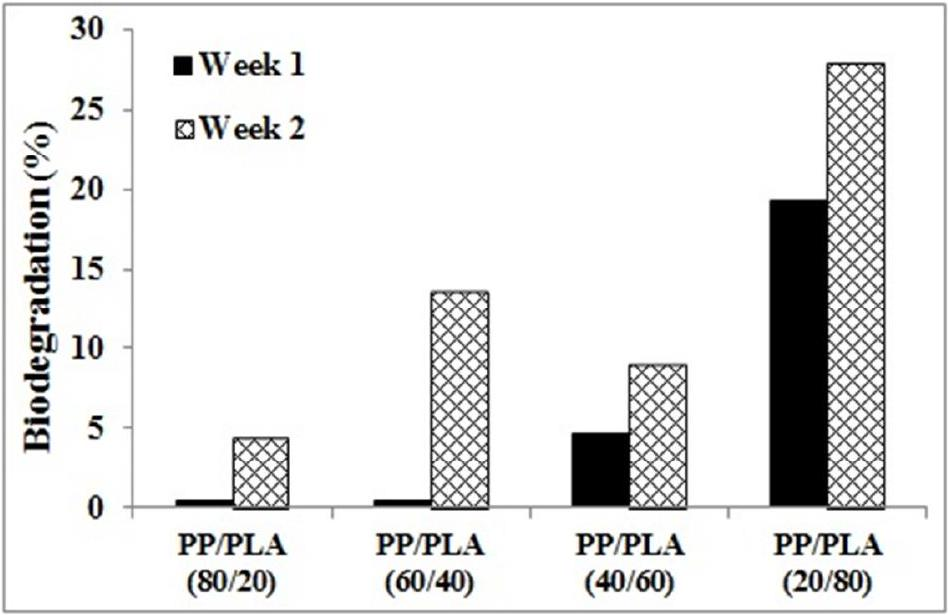 Biodegradation (%)
30
25
20
15
10
5
0
Week 1
Week 2
PP/PLA
(80/20)
PP/PLA
(60/40)
PP/PLA
(40/60)
PP/PLA
(20/80)